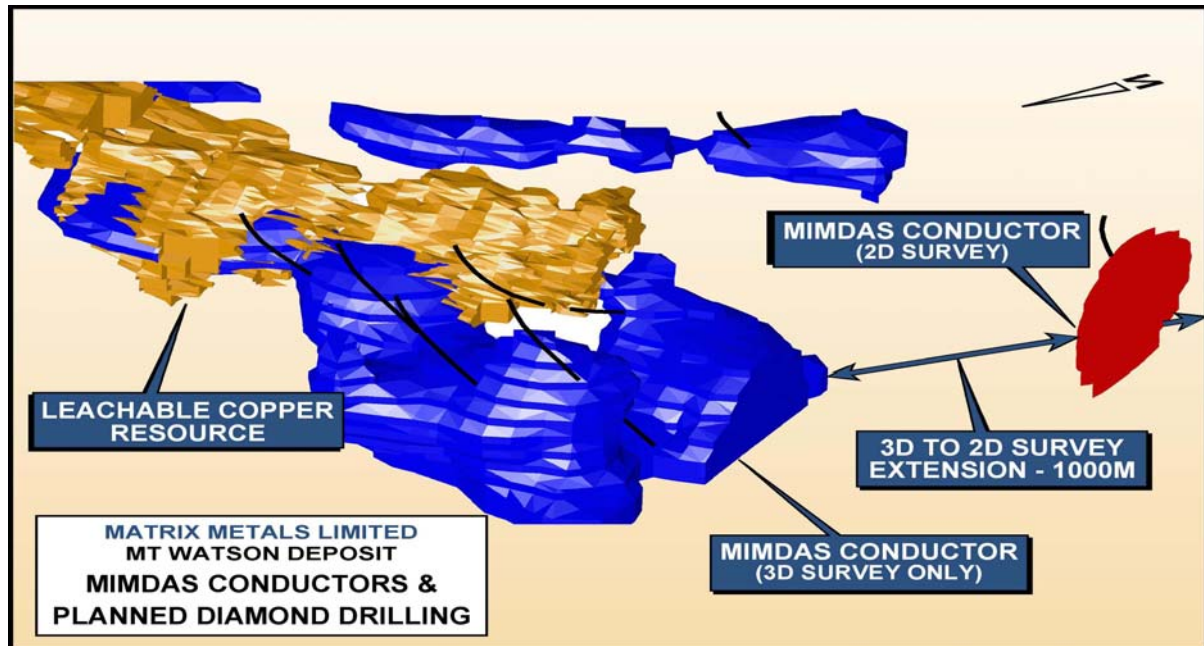 MIMDAS CONDUCTOR
(2D SURVEY)
LEACHABLE COPPER
RESOURCE
3D TO 2D SURVEY
EXTENSION - 1000M
MIMDAS CONDUCTOR
(3D SURVEY ONLY)
MATRIX METALS LIMITED
MT WATSON DEPOSIT
MIMDAS CONDUCTORS &
PLANNED DIAMOND DRILLING